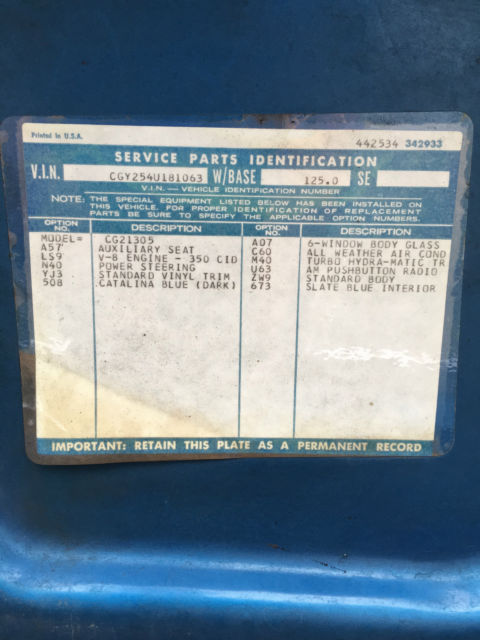 Printed in U.S.A.
442534 342933
SERVICE PARTS IDENTIFICATION
V.I.N. CGY254U181063 W/BASE 125.0 SE
V.I.N. — VEHICLE IDENTIFICATION NUMBER
NOTE: THE SPECIAL EQUIPMENT LISTED BELOW HAS BEEN INSTALLED ON
THIS VEHICLE. FOR PROPER IDENTIFICATION OF REPLACEMENT
PARTS BE SURE TO SPECIFY THE APPLICABLE OPTION NUMBERS.
OPTION NO. DESCRIPTION OPTION NO. DESCRIPTION
MODEL= CG21305 A07 6-WINDOW BODY GLASS
A57 AUXILIARY SEAT C60 ALL WEATHER AIR COND
LS9 V-8 ENGINE - 350 CID M40 TURBO HYDRA-MATIC TR
N40 POWER STEERING U63 AM PUSHBUTTON RADIO
YJ3 STANDARD VINYL TRIM ZW9 STANDARD BODY
508 CATALINA BLUE (DARK) 673 SLATE BLUE INTERIOR
IMPORTANT: RETAIN THIS PLATE AS A PERMANENT RECORD